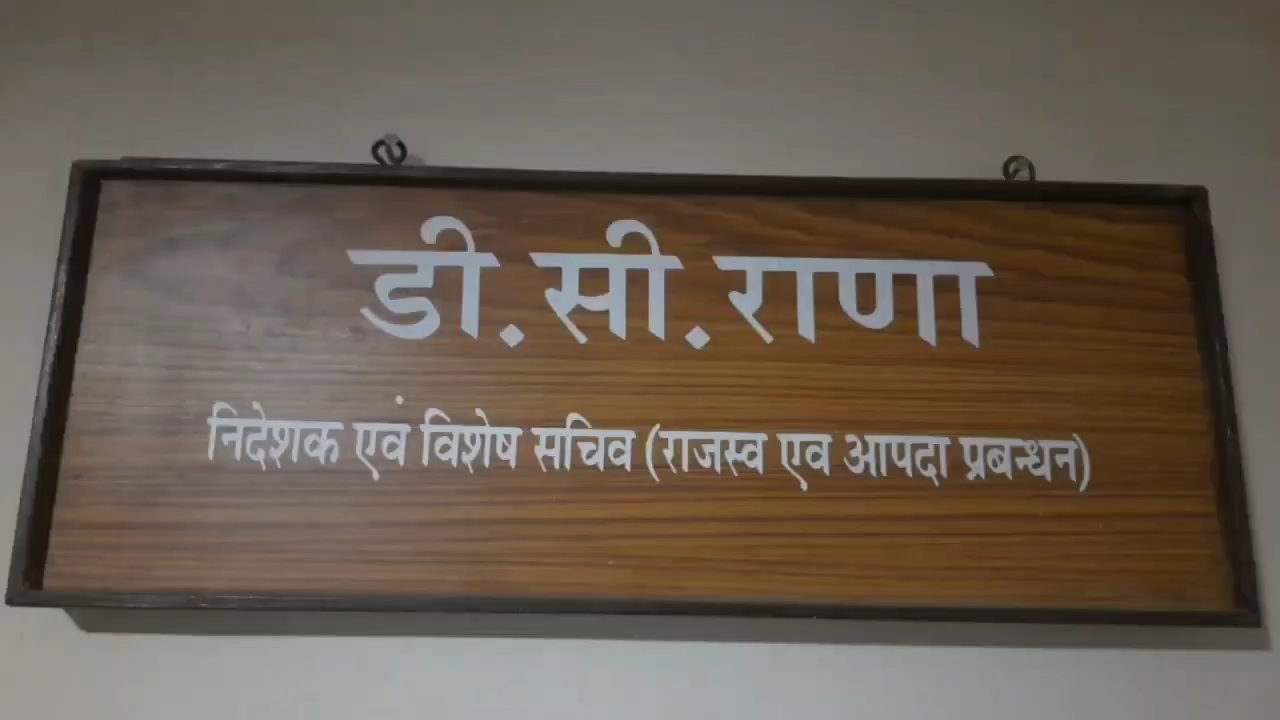 डी.सी.राणा
निदेशक एवं विशेष सचिव (राजस्व एव आपदा प्रबन्धन)